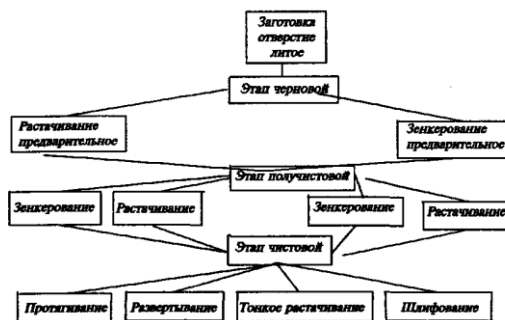 Заготовка
отверстие
литое
Этап черновой
Растачивание
предварительное
Зенкерование
предварительное
Этап получистовой
Зенкерование
Растачивание
Зенкерование
Растачивание
Этап чистовой
Протягивание
Развертывание
Тонкое растачивание
Шлифование